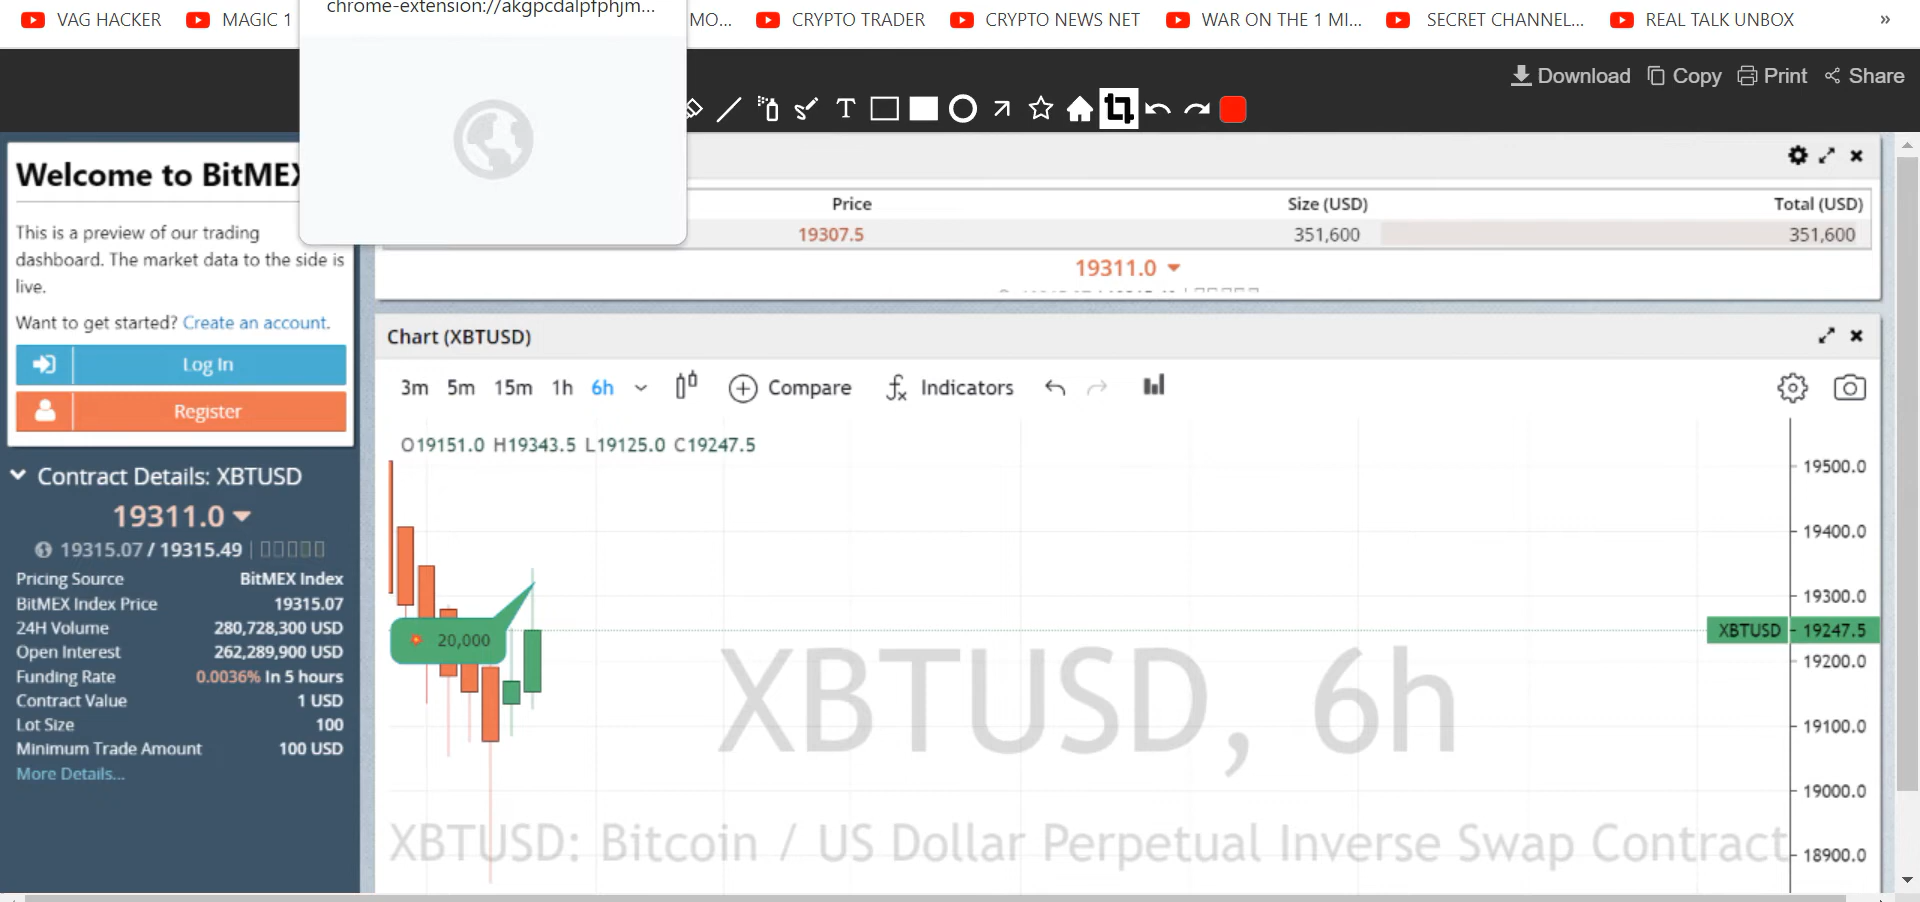 chrome-extension://akgpcdalpfphjm...
VAG HACKER
MAGIC 1
MO...
CRYPTO TRADER
CRYPTO NEWS NET
WAR ON THE 1 MI...
SECRET CHANNEL...
REAL TALK UNBOX
»
Download
Copy
Print
Share
Welcome to BitMEX
This is a preview of our trading
dashboard. The market data to the side is
live.
Want to get started? Create an account.
Log In
Register
Contract Details: XBTUSD
19311.0
19315.07 / 19315.49
Pricing Source BitMEX Index
BitMEX Index Price 19315.07
24H Volume 280,728,300 USD
Open Interest 262,289,900 USD
Funding Rate 0.0036% In 5 hours
Contract Value 1 USD
Lot Size 100
Minimum Trade Amount 100 USD
More Details...
Price Size (USD) Total (USD)
19307.5 351,600 351,600
19311.0
Chart (XBTUSD)
3m 5m 15m 1h 6h Compare Indicators
O19151.0 H19343.5 L19125.0 C19247.5
20,000
XBTUSD, 6h
XBTUSD: Bitcoin / US Dollar Perpetual Inverse Swap Contract
19500.0
19400.0
19300.0
XBTUSD - 19247.5
19200.0
19100.0
19000.0
18900.0